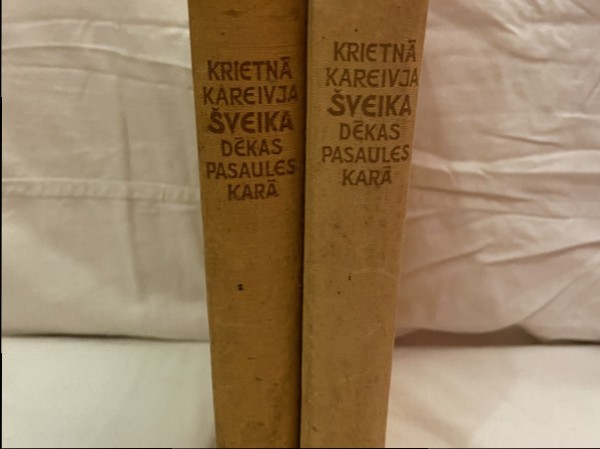 KRIETNĀ
KAREIVJA
ŠVEIKA
DĒKAS
PASAULES
KARĀ
KRIETNĀ
KAREIVJA
ŠVEIKA
DĒKAS
PASAULES
KARĀ